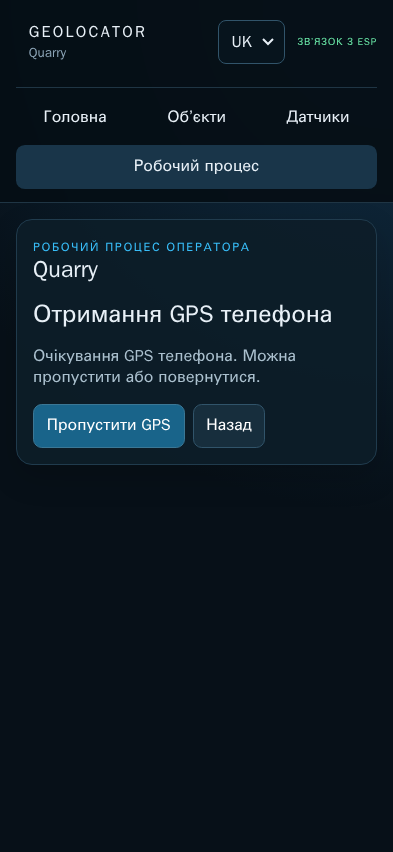 GEOLOCATOR
Quarry
UK
ЗВ'ЯЗОК З ESP
Головна
Об'єкти
Датчики
Робочий процес
РОБОЧИЙ ПРОЦЕС ОПЕРАТОРА
Quarry
Отримання GPS телефона
Очікування GPS телефона. Можна
пропустити або повернутися.
Пропустити GPS
Назад